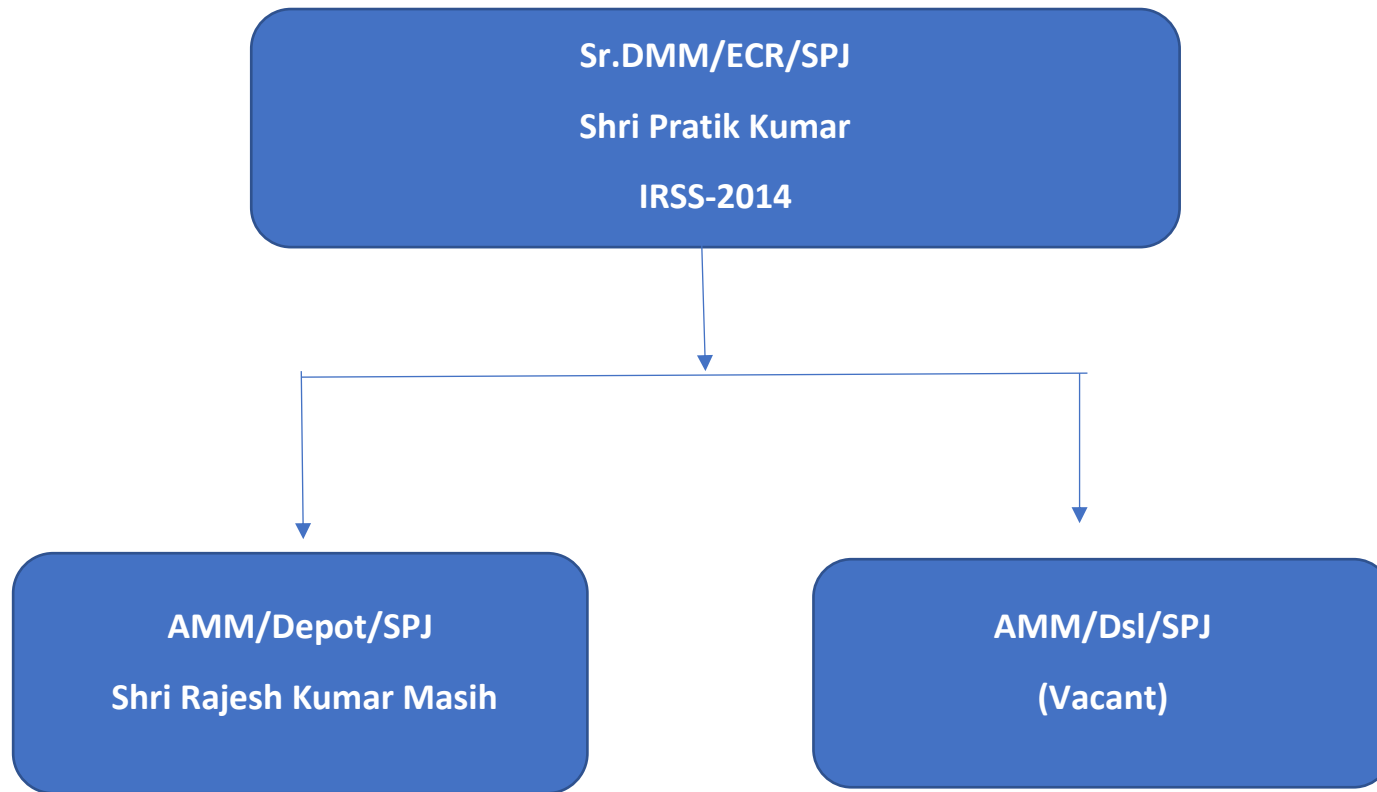 Sr.DMM/ECR/SPJ
Shri Pratik Kumar
IRSS-2014
AMM/Depot/SPJ
Shri Rajesh Kumar Masih
AMM/Dsl/SPJ
(Vacant)